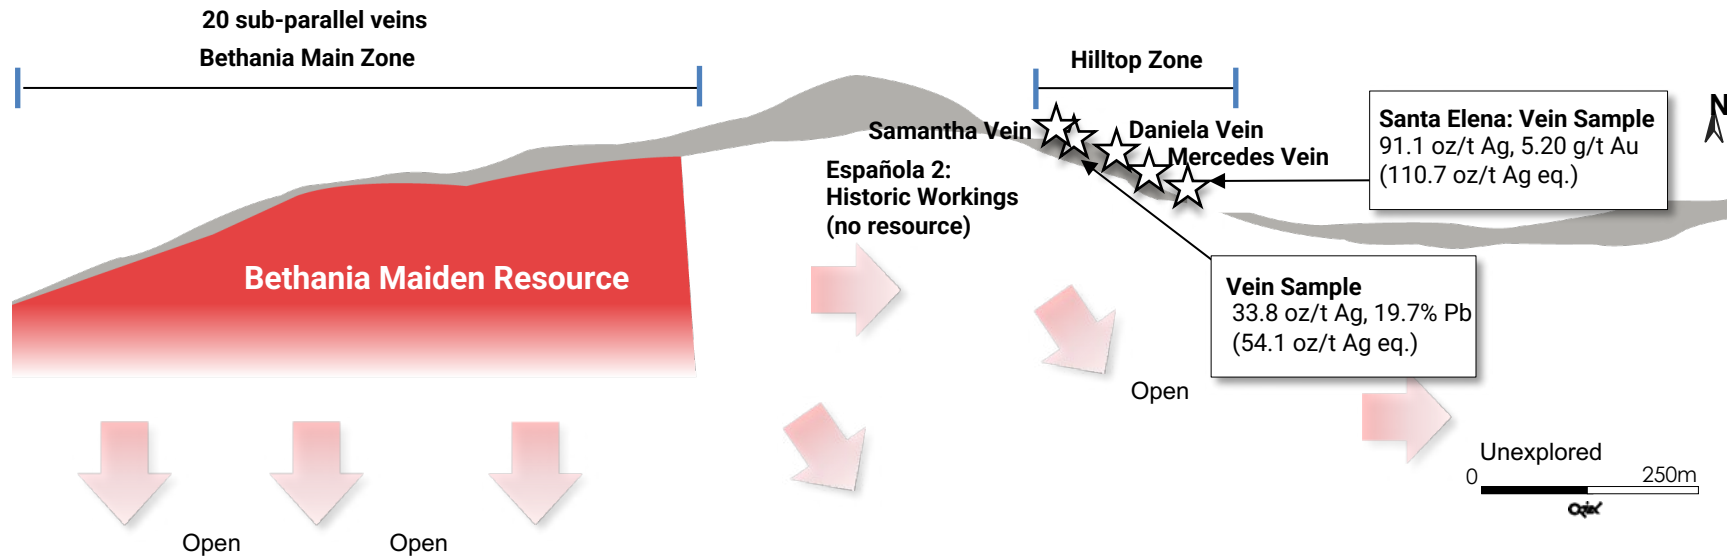 20 sub-parallel veins
Bethania Main Zone
Hilltop Zone
Samantha Vein
Daniela Vein
Mercedes Vein
Santa Elena: Vein Sample
91.1 oz/t Ag, 5.20 g/t Au
(110.7 oz/t Ag eq.)
N
Española 2:
Historic Workings
(no resource)
Bethania Maiden Resource
Vein Sample
33.8 oz/t Ag, 19.7% Pb
(54.1 oz/t Ag eq.)
Open
Unexplored
0 250m
Open Open